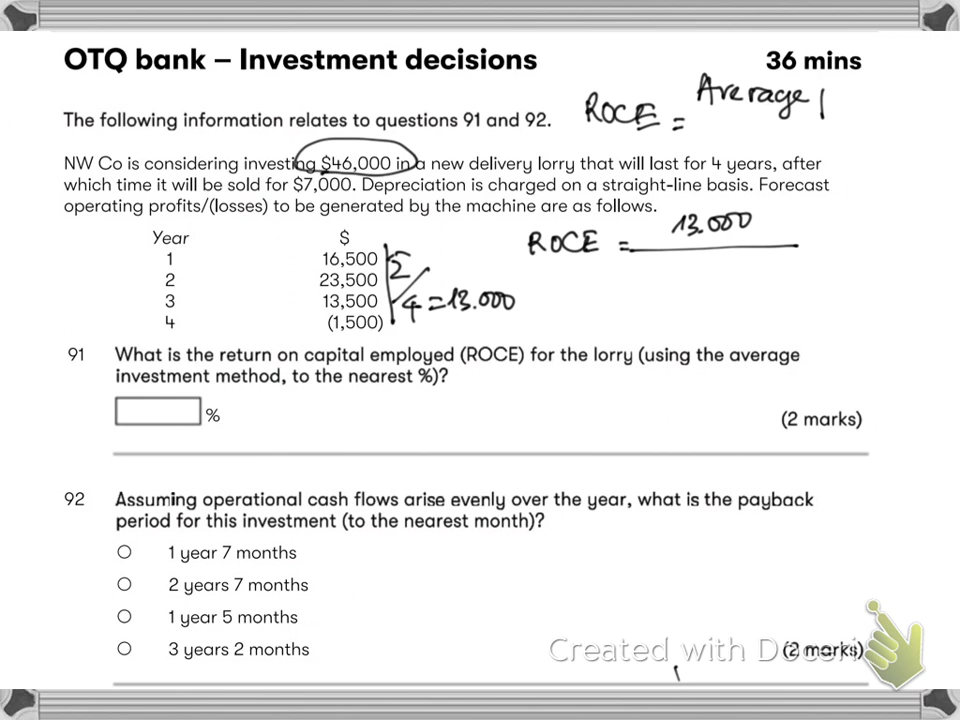 OTQ bank – Investment decisions 36 mins
Average
ROCE =
The following information relates to questions 91 and 92.
NW Co is considering investing $46,000 in a new delivery lorry that will last for 4 years, after
which time it will be sold for $7,000. Depreciation is charged on a straight-line basis. Forecast
operating profits/(losses) to be generated by the machine are as follows.
13.000
ROCE =
Year $
1 16,500
2 23,500
3 13,500
4 (1,500)
Σ/4 = 13.000
91 What is the return on capital employed (ROCE) for the lorry (using the average
investment method, to the nearest %)?
% (2 marks)
92 Assuming operational cash flows arise evenly over the year, what is the payback
period for this investment (to the nearest month)?
1 year 7 months
2 years 7 months
1 year 5 months
3 years 2 months (2 marks)
Created with Doceri